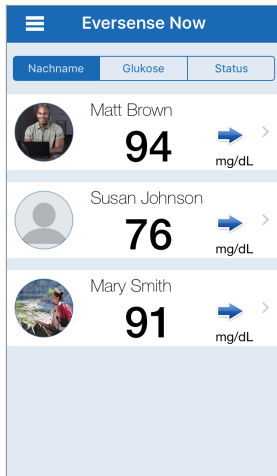 Eversense Now
Nachname Glukose Status
Matt Brown
94
mg/dL
Susan Johnson
76
mg/dL
Mary Smith
91
mg/dL